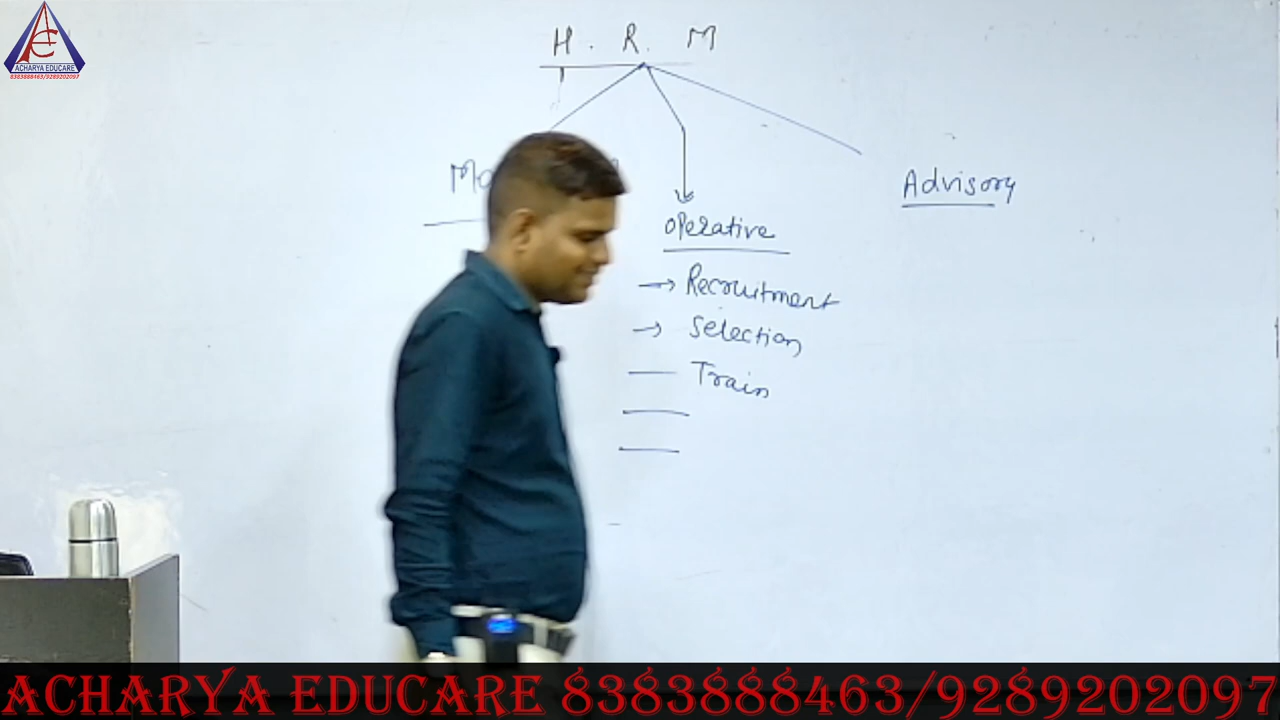 ACHARYA EDUCARE
8383888463/9289202097
H. R. M
Advisory
Operative
→ Recruitment
→ Selection
— Train
ACHARYA EDUCARE 8383888463/9289202097